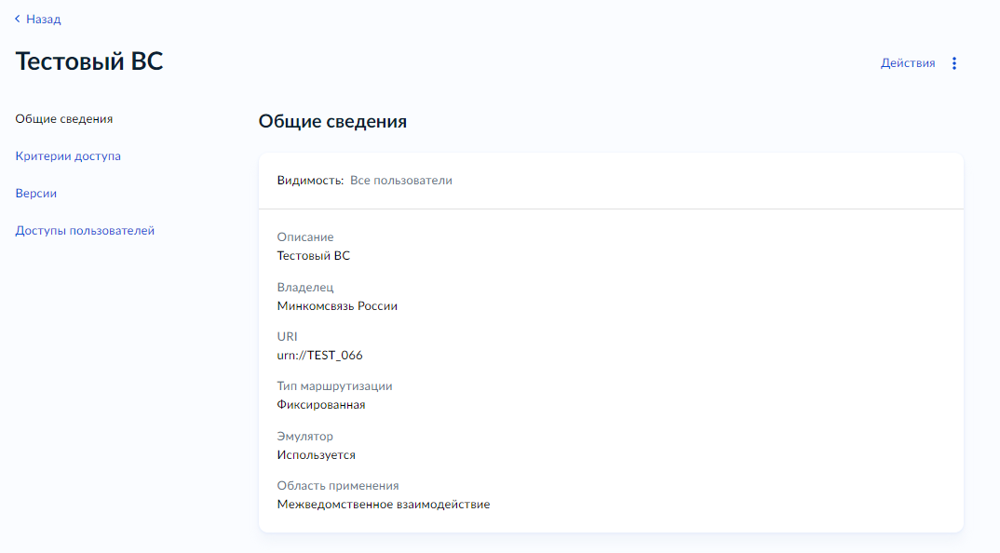 Назад
Тестовый ВС
Действия
Общие сведения
Критерии доступа
Версии
Доступы пользователей
Общие сведения
Видимость: Все пользователи
Описание
Тестовый ВС
Владелец
Минкомсвязь России
URI
urn://TEST_066
Тип маршрутизации
Фиксированная
Эмулятор
Используется
Область применения
Межведомственное взаимодействие